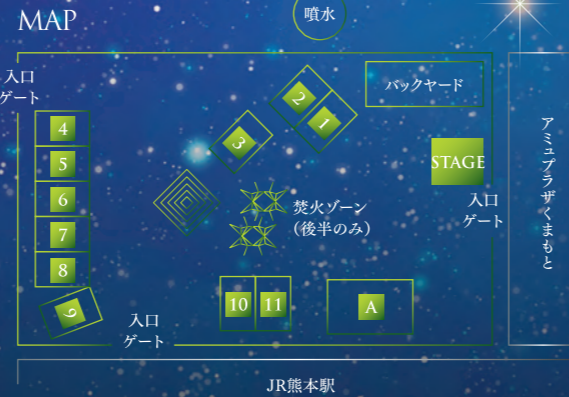 MAP
噴水
入口
ゲート
バックヤード
2
1
3
4
5
6
7
8
9
STAGE
入口
ゲート
焚火ゾーン
(後半のみ)
アミュプラザくまもと
10
11
A
入口
ゲート
JR熊本駅